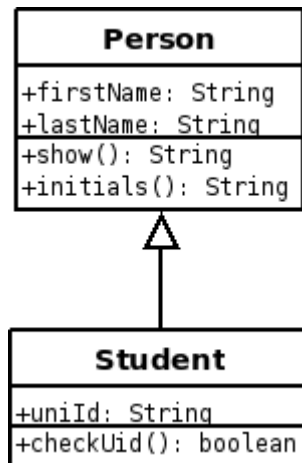 Person
+firstName: String
+lastName: String
+show(): String
+initials(): String
Student
+uniId: String
+checkUid(): boolean